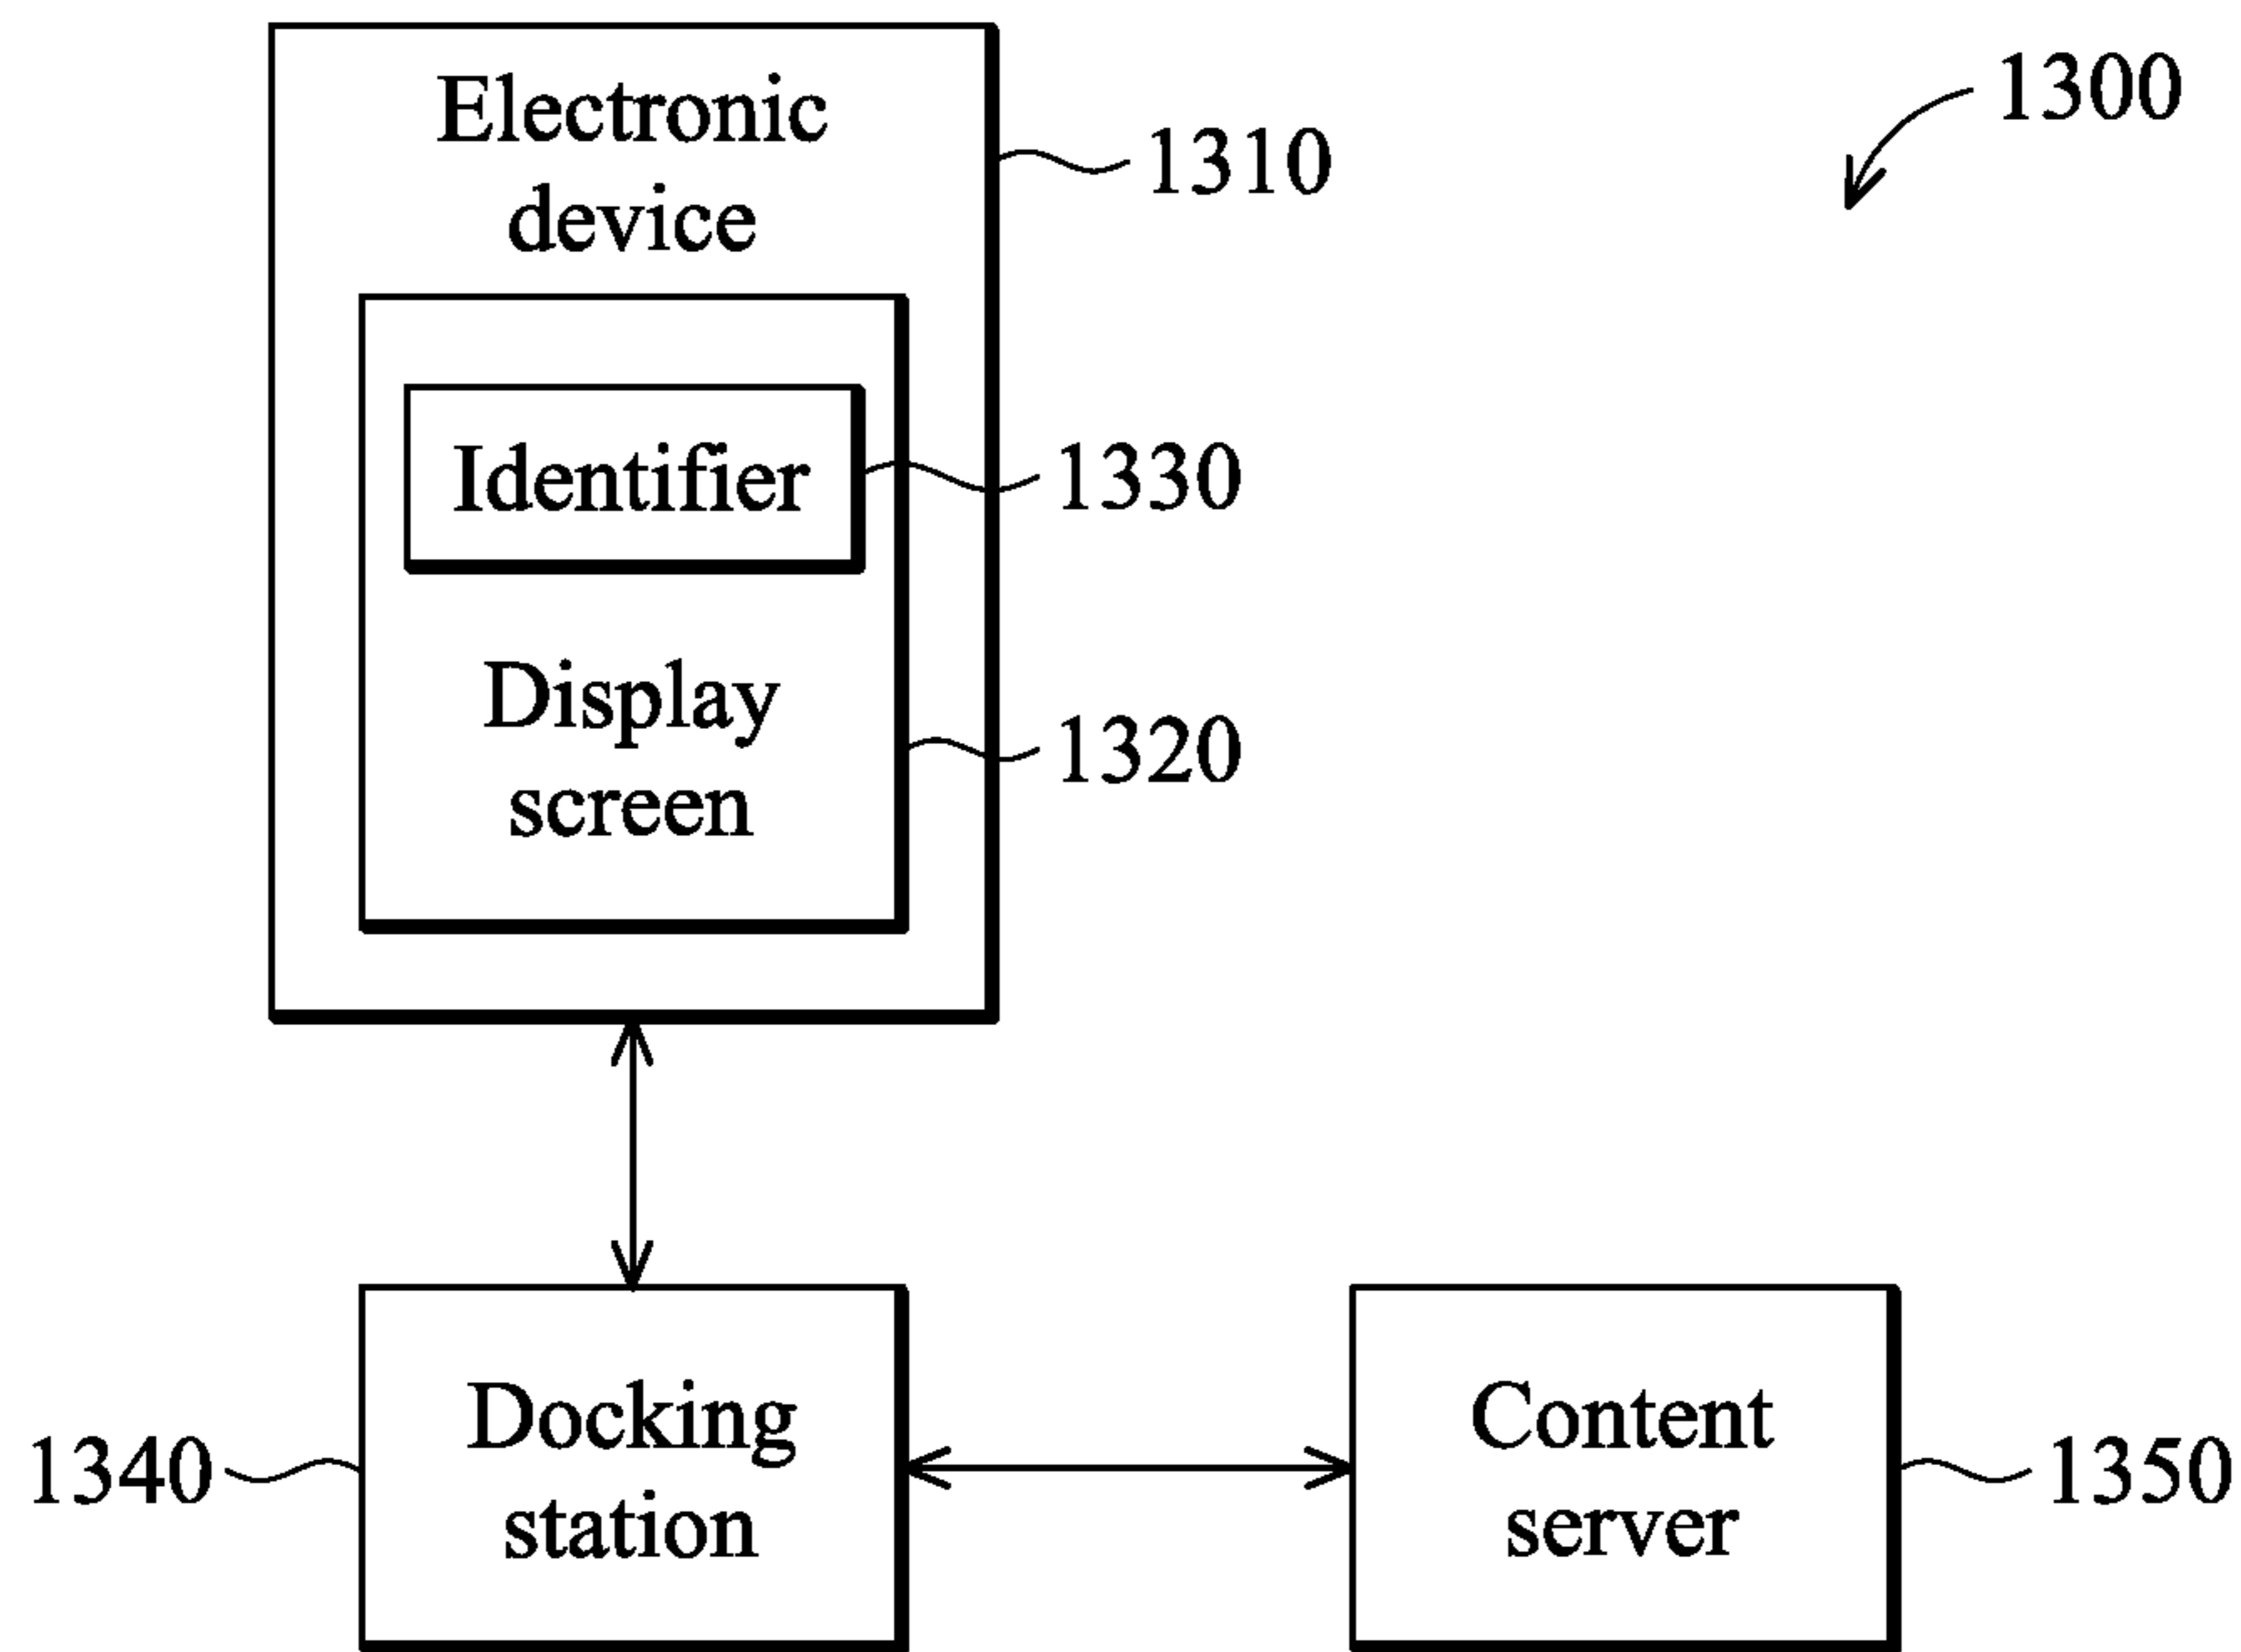 1300
Electronic
device
1310
Identifier
1330
Display
screen
1320
Docking
station
1340
Content
server
1350